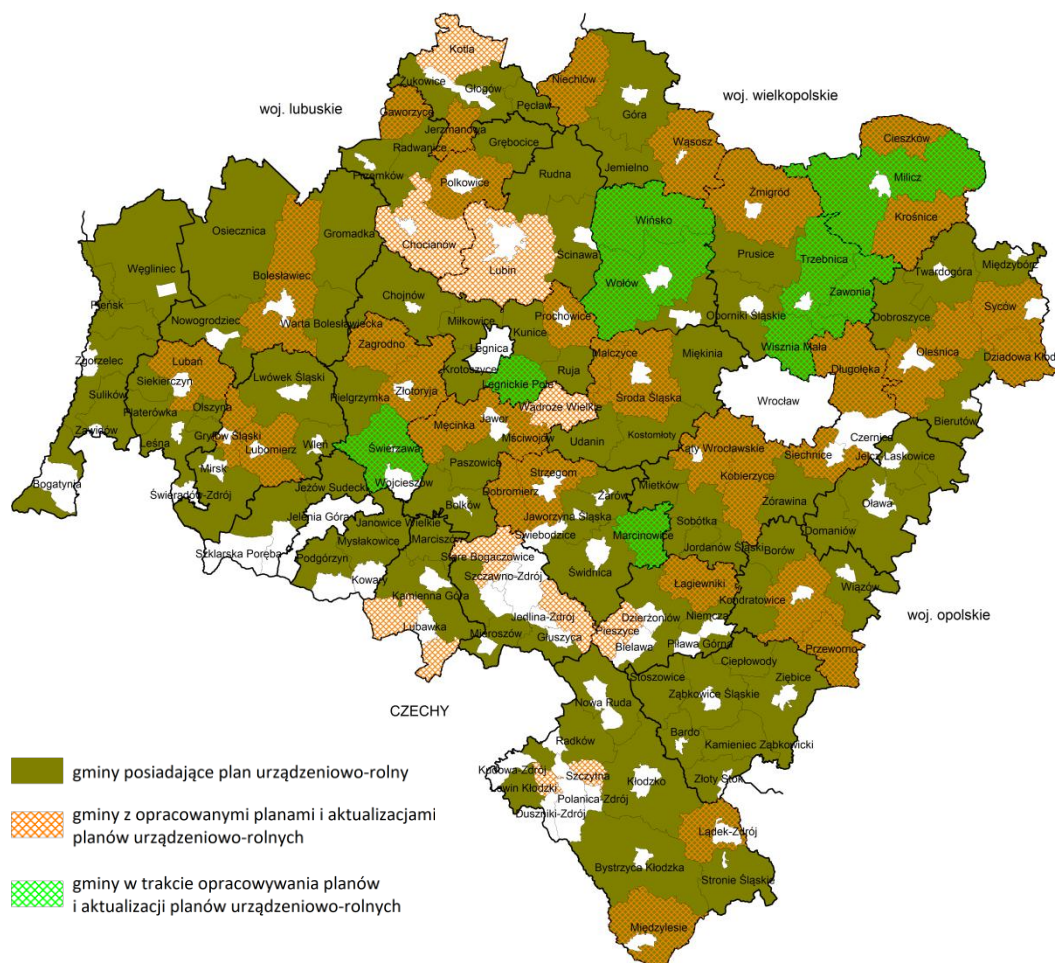 Kotla
Żukowice
Głogów
Niechlów
woj. wielkopolskie
woj. lubuskie
Gaworzyce
Pęcław
Góra
Jerzmanowa
Radwanice
Grębocice
Wąsosz
Cieszków
Przemków
Jemielno
Rudna
Milicz
Polkowice
Żmigród
Krośnice
Wińsko
Osiecznica
Gromadka
Chocianów
Ścinawa
Prusice
Trzebnica
Międzybórz
Węgliniec
Lubin
Twardogóra
Bolesławiec
Wołów
Zawonia
Pieńsk
Chojnów
Oborniki Śląskie
Dobroszyce
Syców
Nowogrodziec
Warta Bolesławiecka
Miłkowice
Prochowice
Kunice
Wisznia Mała
Zgorzelec
Lubań
Zagrodno
Legnica
Malczyce
Miękinia
Oleśnica
Dziadowa Kłod
Krotoszyce
Ruja
Długołęka
Siekierczyn
Lwówek Śląski
Legnickie Pole
Sulików
Pielgrzymka
Złotoryja
Środa Śląska
Wrocław
Platerówka
Olszyna
Wądroże Wielkie
Bierutów
Zawidów
Leśna
Gryfów Śląski
Męcinka
Jawor
Mściwojów
Udanin
Kostomłoty
Czernica
Lubomierz
Wleń
Świerzawa
Kąty Wrocławskie
Siechnice
Jelcz-Laskowice
Mirsk
Paszowice
Strzegom
Kobierzyce
Bogatynia
Wojcieszów
Mietków
Świeradów-Zdrój
Jeżów Sudecki
Dobromierz
Żarów
Żórawina
Oława
Bolków
Jelenia Góra
Janowice Wielkie
Jaworzyna Śląska
Sobótka
Domaniów
Mysłakowice
Marciszów
Świebodzice
Marcinowice
Szklarska Poręba
Podgórzyn
Stare Bogaczowice
Jordanów Śląski
Borów
Kowary
Szczawno-Zdrój
Świdnica
Wiązów
Kamienna Góra
Łagiewniki
Kondratowice
Jedlina-Zdrój
Dzierżoniów
Niemcza
woj. opolskie
Lubawka
Głuszyca
Pieszyce
Bielawa
Piława Górna
Mieroszów
Przeworno
Ciepłowody
Stoszowice
Ziębice
Ząbkowice Śląskie
Nowa Ruda
CZECHY
Bardo
Radków
Kamieniec Ząbkowicki
gminy posiadające plan urządzeniowo-rolny
Kudowa-Zdrój
Szczytna
Kłodzko
Złoty Stok
Lewin Kłodzki
Polanica-Zdrój
gminy z opracowanymi planami i aktualizacjami
planów urządzeniowo-rolnych
Duszniki-Zdrój
Lądek-Zdrój
Bystrzyca Kłodzka
Stronie Śląskie
gminy w trakcie opracowywania planów
i aktualizacji planów urządzeniowo-rolnych
Międzylesie